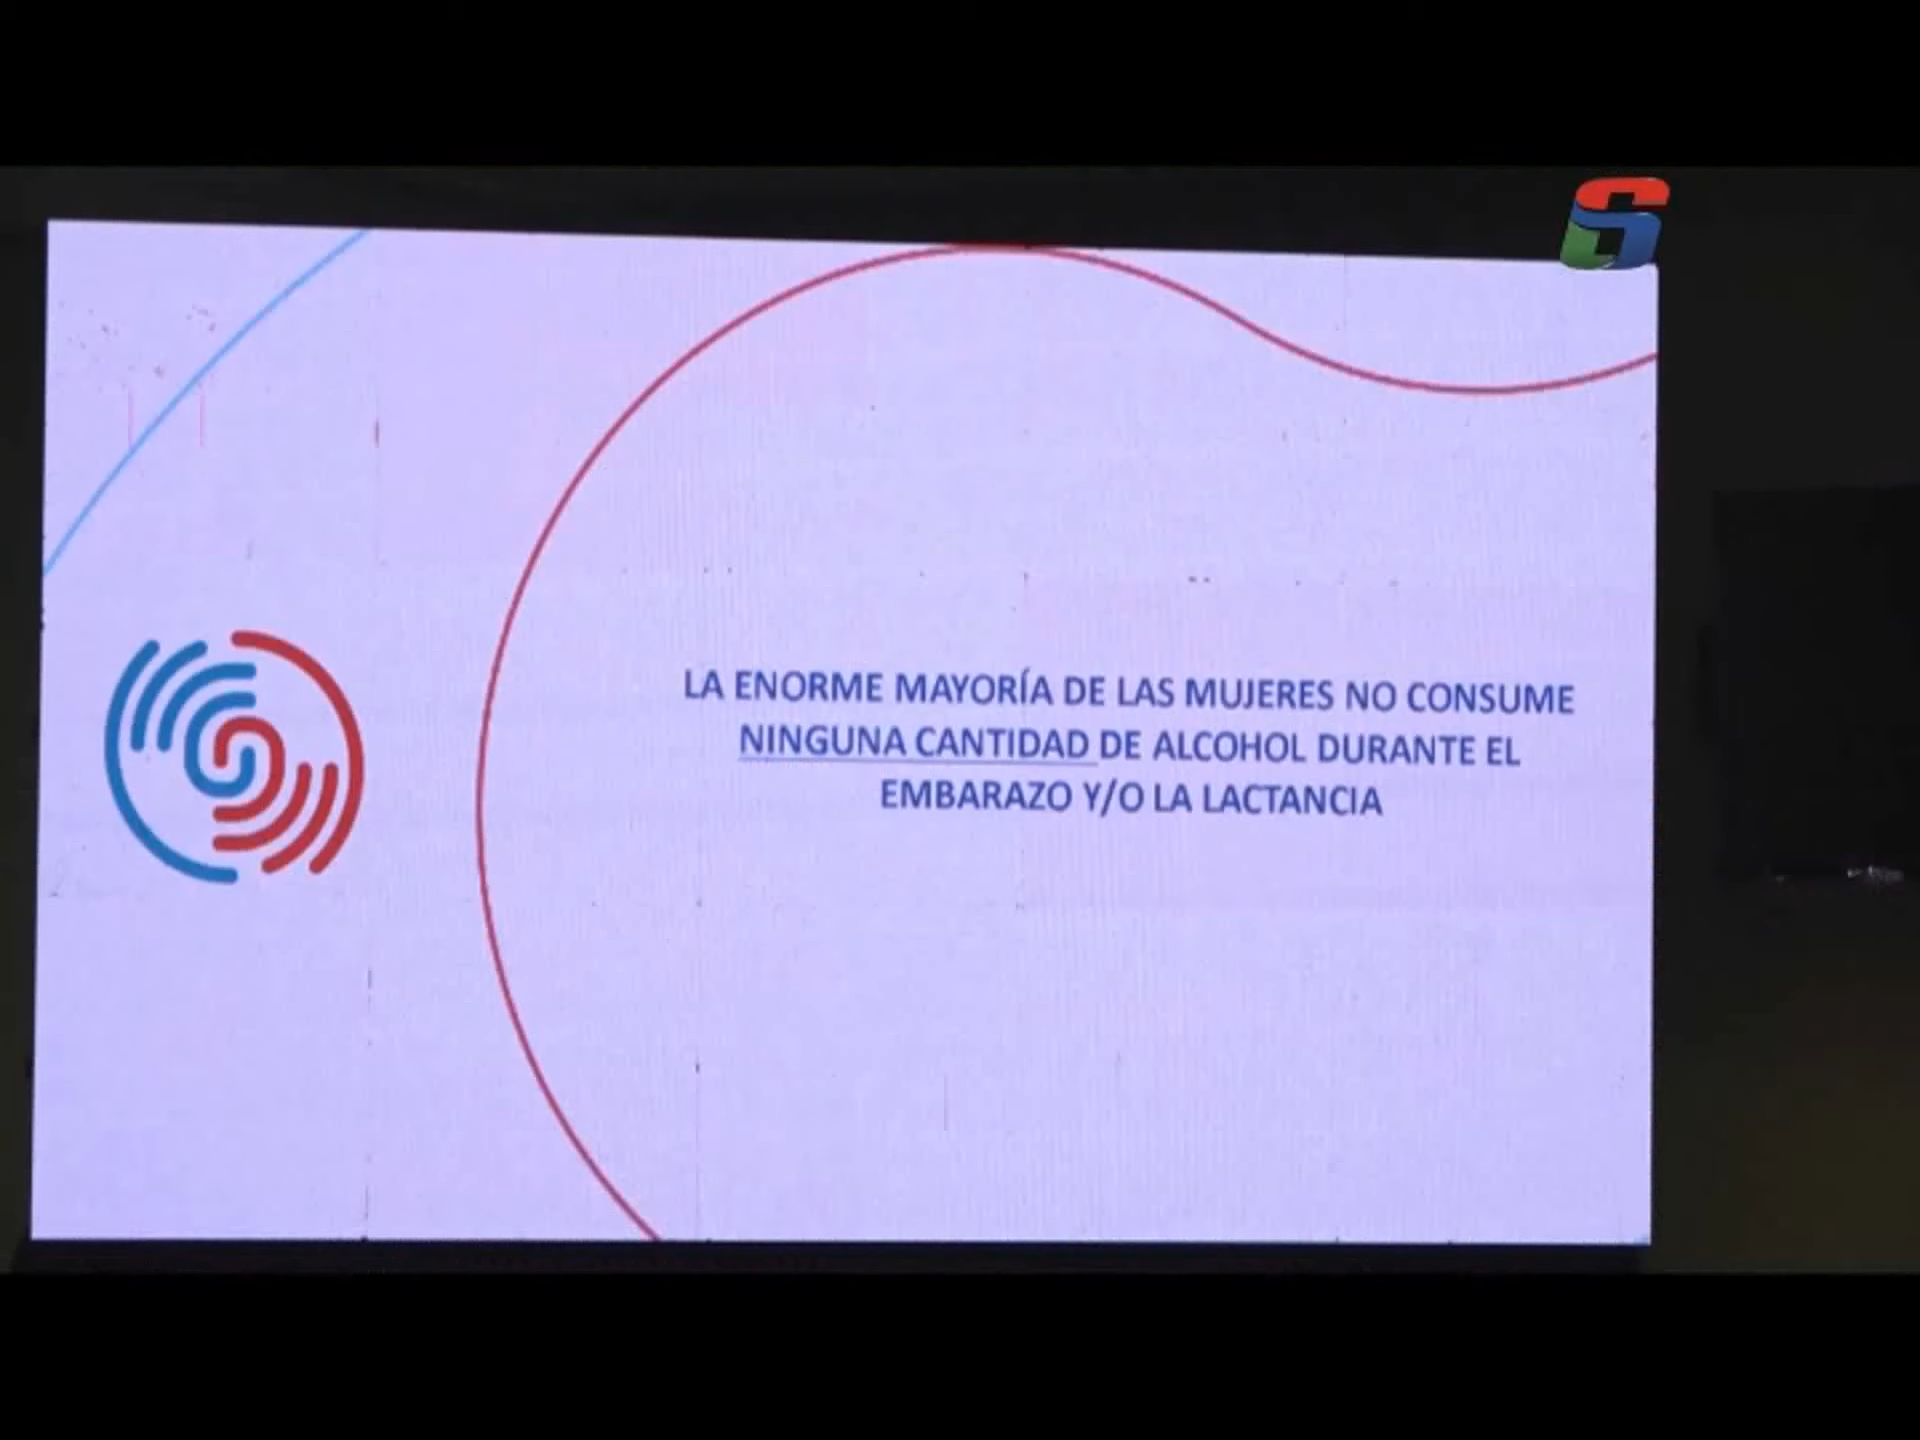 LA ENORME MAYORÍA DE LAS MUJERES NO CONSUME
NINGUNA CANTIDAD DE ALCOHOL DURANTE EL
EMBARAZO Y/O LA LACTANCIA